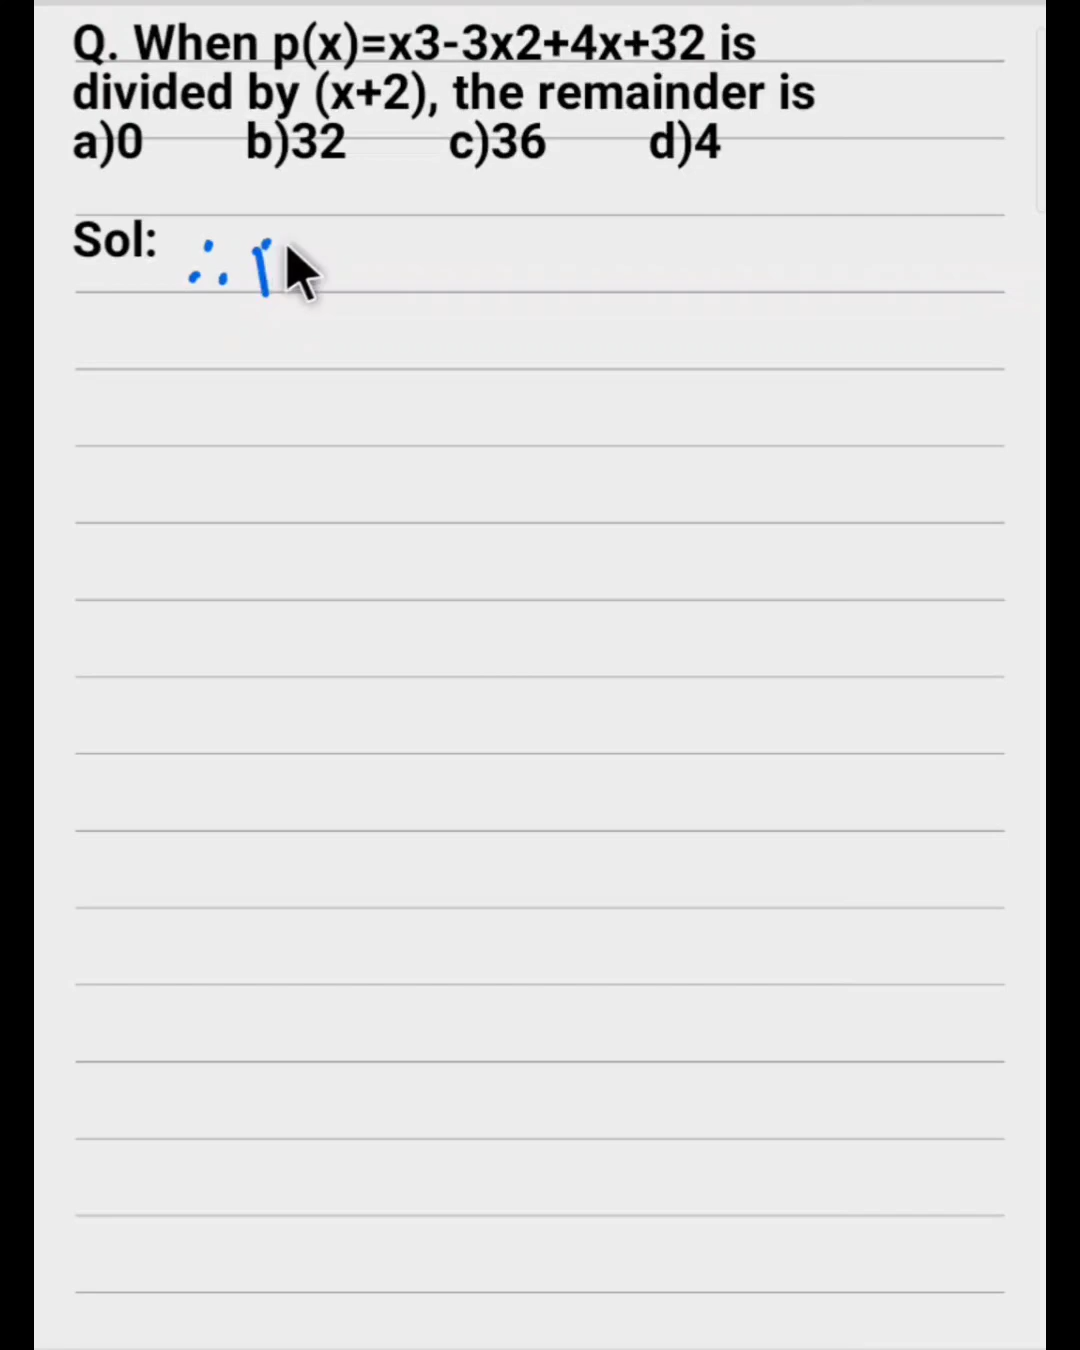 Q. When p(x)=x3-3x2+4x+32 is
divided by (x+2), the remainder is
a)0 b)32 c)36 d)4
Sol: ∴